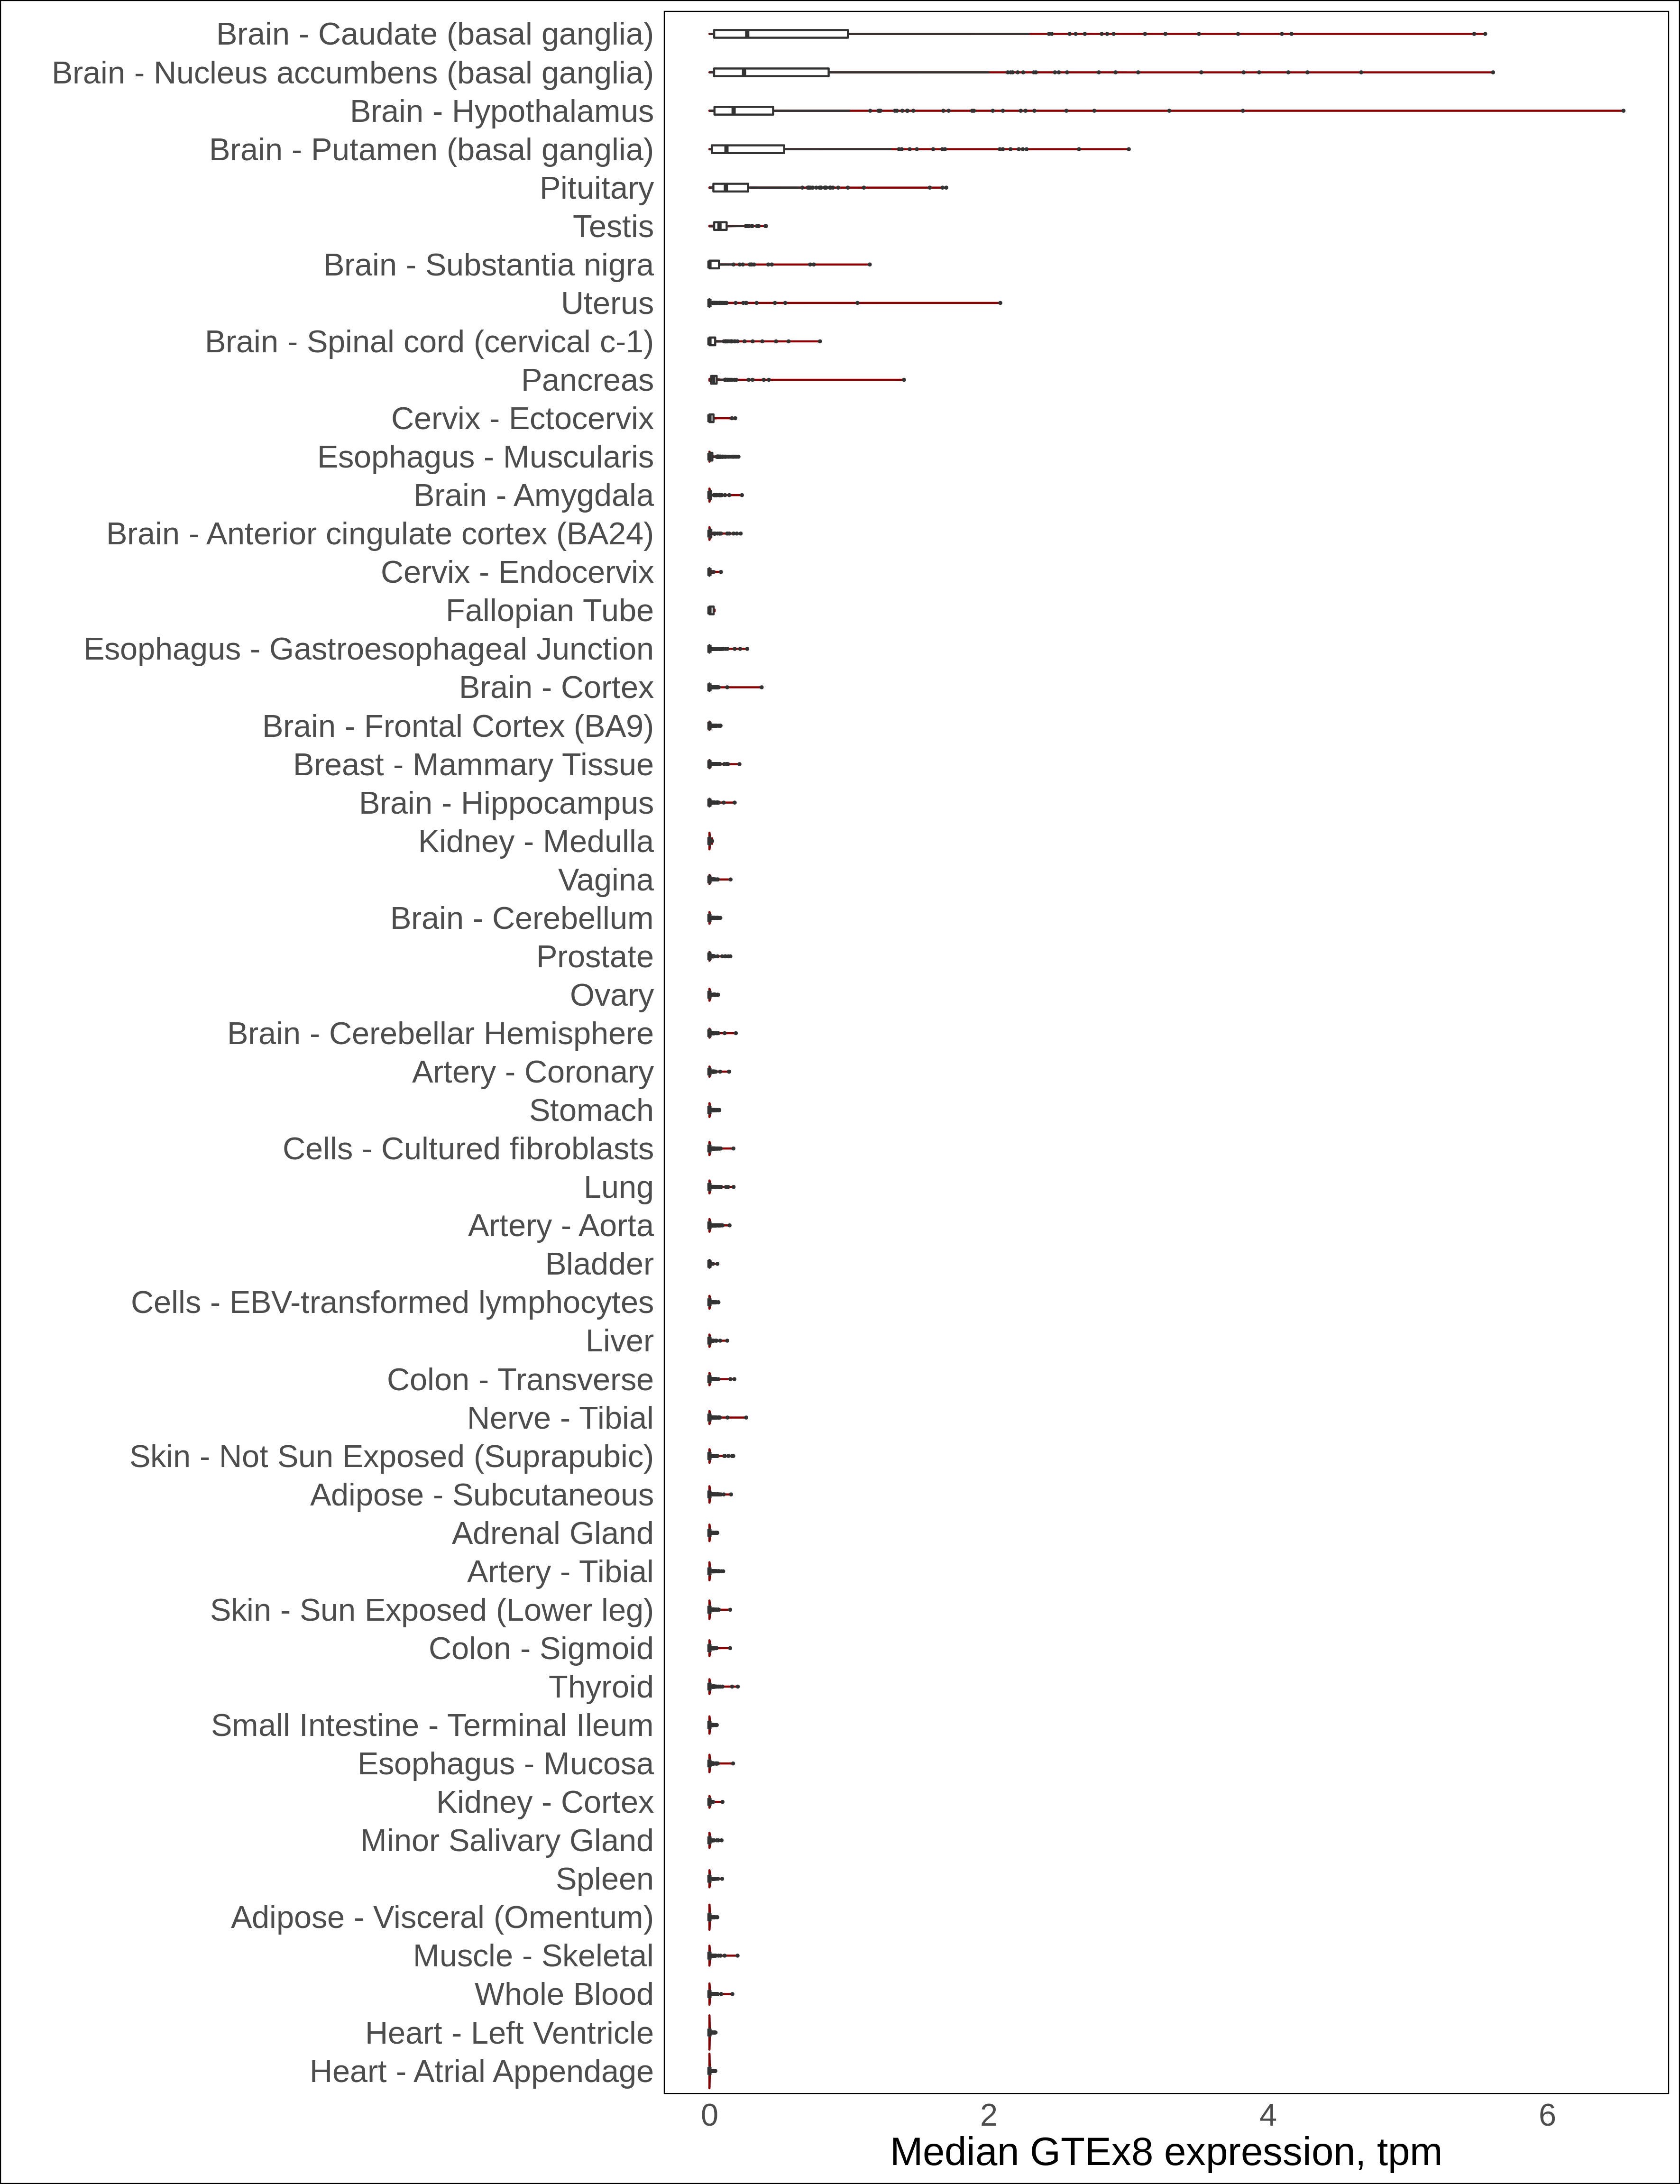 Brain - Caudate (basal ganglia)
Brain - Nucleus accumbens (basal ganglia)
Brain - Hypothalamus
Brain - Putamen (basal ganglia)
Pituitary
Testis
Brain - Substantia nigra
Uterus
Brain - Spinal cord (cervical c-1)
Pancreas
Cervix - Ectocervix
Esophagus - Muscularis
Brain - Amygdala
Brain - Anterior cingulate cortex (BA24)
Cervix - Endocervix
Fallopian Tube
Esophagus - Gastroesophageal Junction
Brain - Cortex
Brain - Frontal Cortex (BA9)
Breast - Mammary Tissue
Brain - Hippocampus
Kidney - Medulla
Vagina
Brain - Cerebellum
Prostate
Ovary
Brain - Cerebellar Hemisphere
Artery - Coronary
Stomach
Cells - Cultured fibroblasts
Lung
Artery - Aorta
Bladder
Cells - EBV-transformed lymphocytes
Liver
Colon - Transverse
Nerve - Tibial
Skin - Not Sun Exposed (Suprapubic)
Adipose - Subcutaneous
Adrenal Gland
Artery - Tibial
Skin - Sun Exposed (Lower leg)
Colon - Sigmoid
Thyroid
Small Intestine - Terminal Ileum
Esophagus - Mucosa
Kidney - Cortex
Minor Salivary Gland
Spleen
Adipose - Visceral (Omentum)
Muscle - Skeletal
Whole Blood
Heart - Left Ventricle
Heart - Atrial Appendage
0 2 4 6
Median GTEx8 expression, tpm